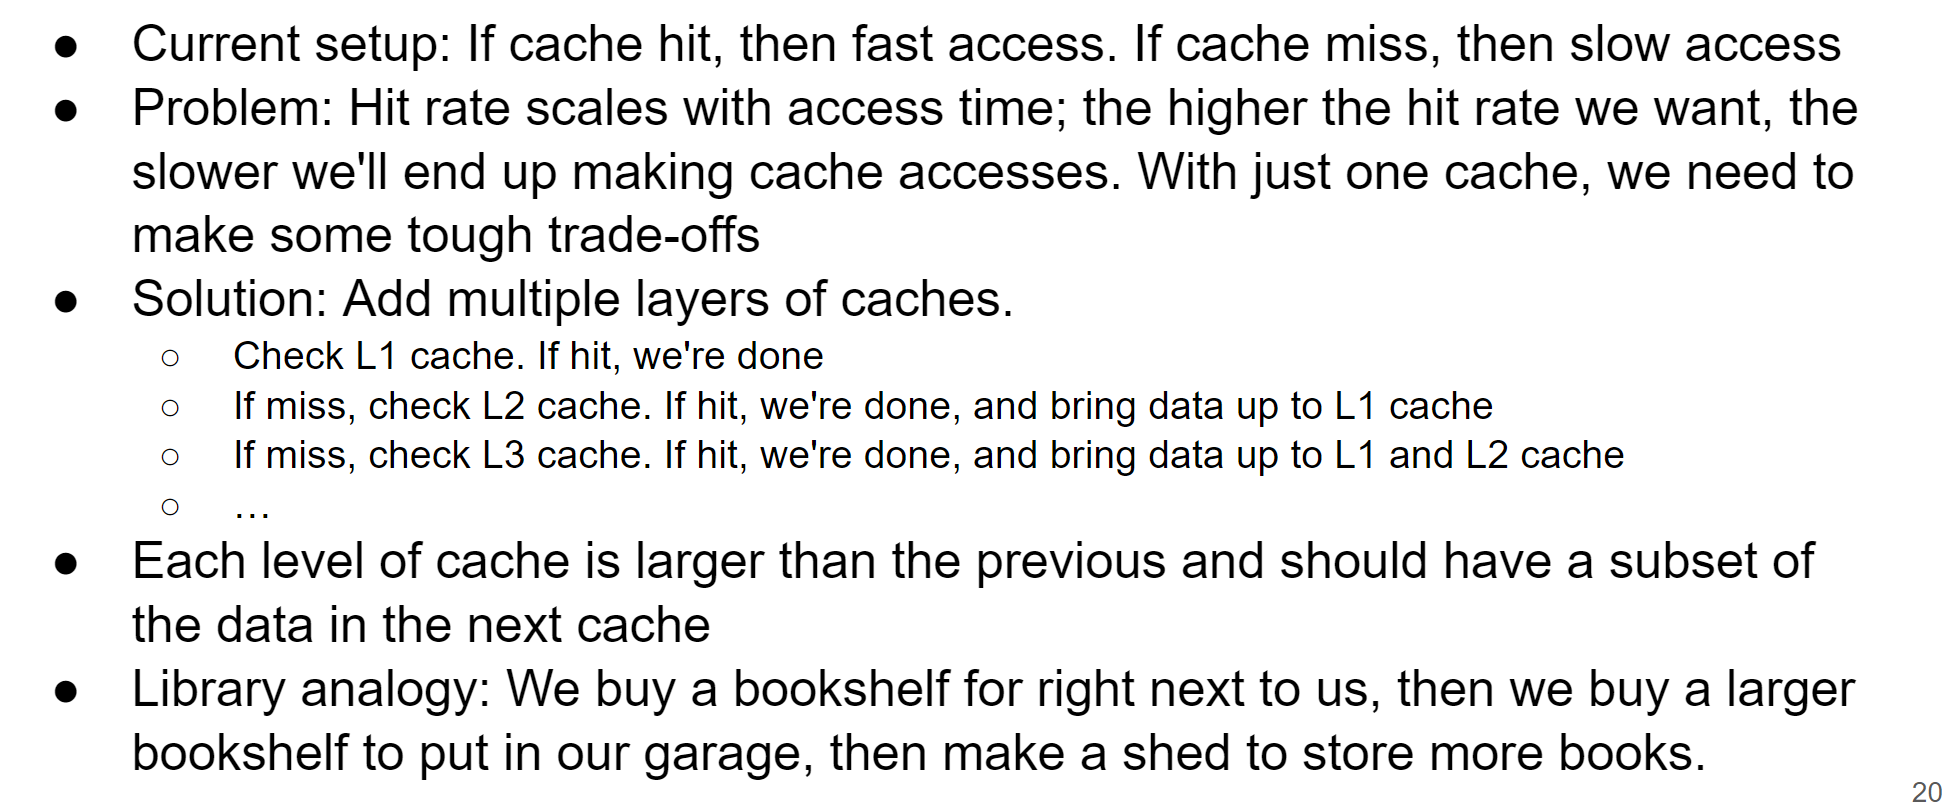 ● Current setup: If cache hit, then fast access. If cache miss, then slow access
● Problem: Hit rate scales with access time; the higher the hit rate we want, the
slower we'll end up making cache accesses. With just one cache, we need to
make some tough trade-offs
● Solution: Add multiple layers of caches.
○ Check L1 cache. If hit, we're done
○ If miss, check L2 cache. If hit, we're done, and bring data up to L1 cache
○ If miss, check L3 cache. If hit, we're done, and bring data up to L1 and L2 cache
○ …
● Each level of cache is larger than the previous and should have a subset of
the data in the next cache
● Library analogy: We buy a bookshelf for right next to us, then we buy a larger
bookshelf to put in our garage, then make a shed to store more books.
20